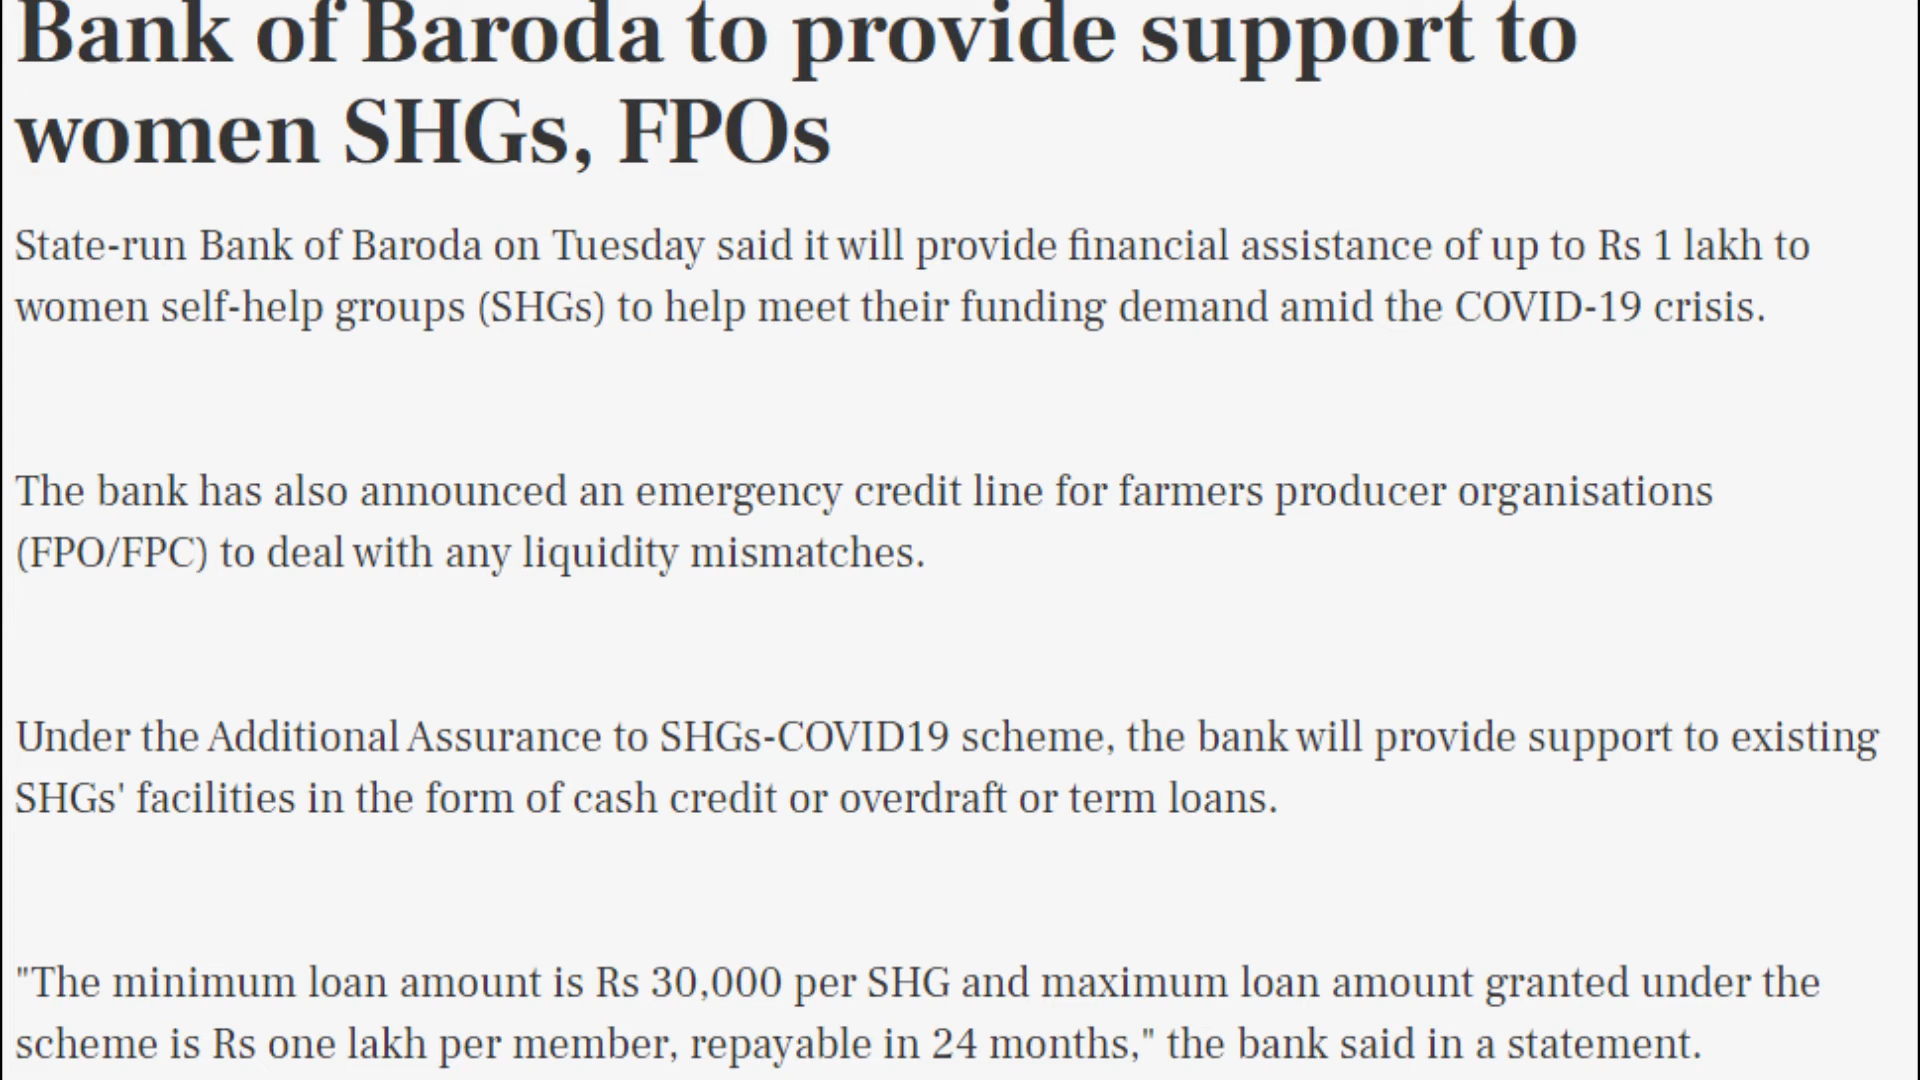 Bank of Baroda to provide support to
women SHGs, FPOs
State-run Bank of Baroda on Tuesday said it will provide financial assistance of up to Rs 1 lakh to
women self-help groups (SHGs) to help meet their funding demand amid the COVID-19 crisis.
The bank has also announced an emergency credit line for farmers producer organisations
(FPO/FPC) to deal with any liquidity mismatches.
Under the Additional Assurance to SHGs-COVID19 scheme, the bank will provide support to existing
SHGs' facilities in the form of cash credit or overdraft or term loans.
"The minimum loan amount is Rs 30,000 per SHG and maximum loan amount granted under the
scheme is Rs one lakh per member, repayable in 24 months," the bank said in a statement.